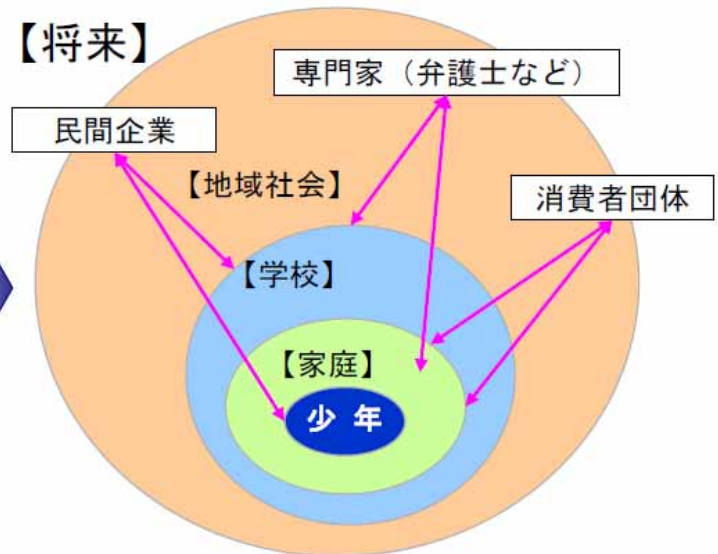 【将来】
専門家（弁護士など）
民間企業
【地域社会】
消費者団体
【学校】
【家庭】
少 年